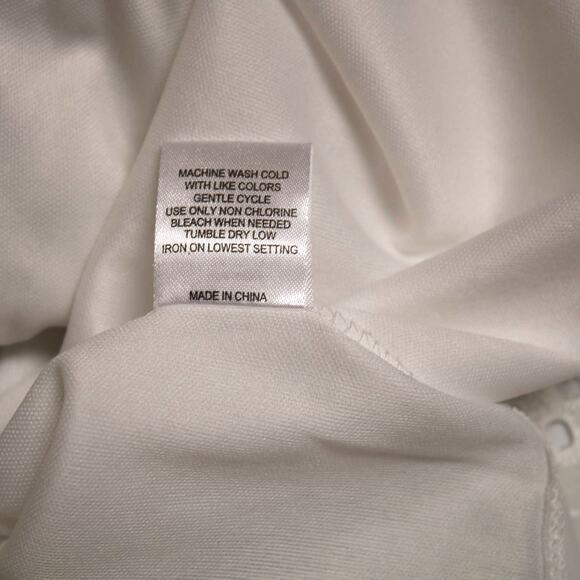 MACHINE WASH COLD
WITH LIKE COLORS
GENTLE CYCLE
USE ONLY NON CHLORINE
BLEACH WHEN NEEDED
TUMBLE DRY LOW
IRON ON LOWEST SETTING
MADE IN CHINA